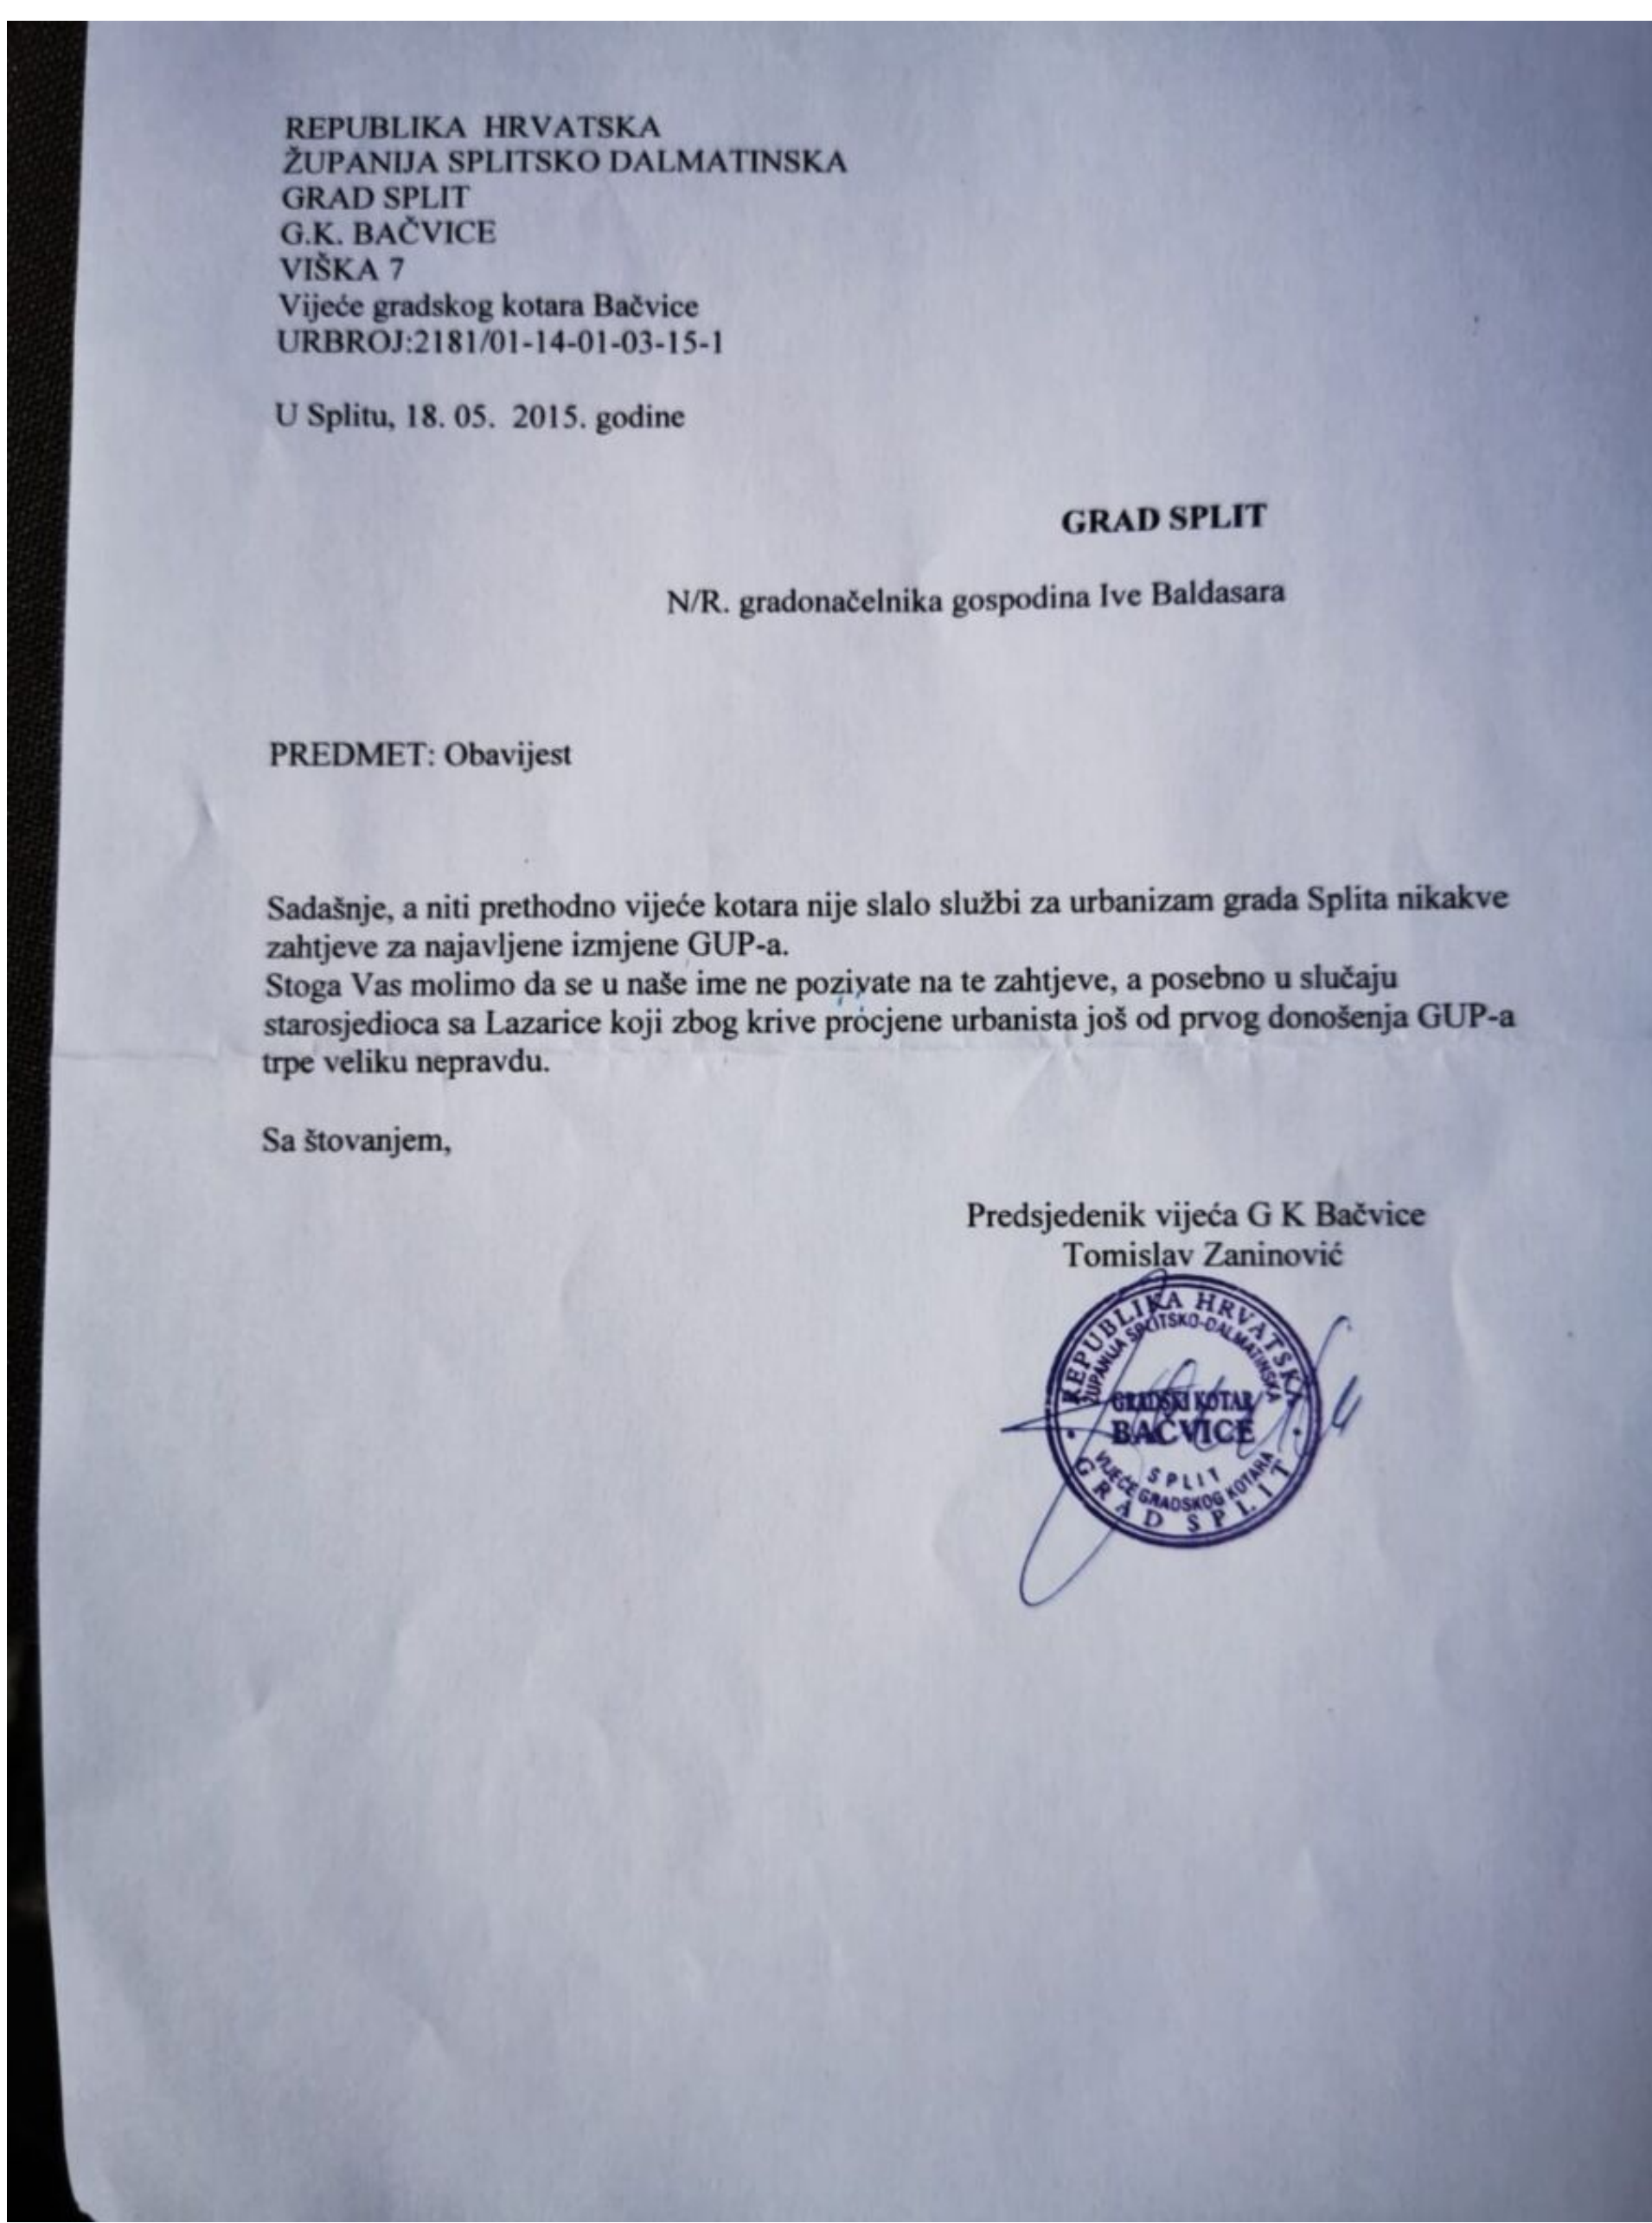 REPUBLIKA HRVATSKA
ŽUPANIJA SPLITSKO DALMATINSKA
GRAD SPLIT
G.K. BAČVICE
VIŠKA 7
Vijeće gradskog kotara Bačvice
URBROJ:2181/01-14-01-03-15-1
U Splitu, 18. 05. 2015. godine
GRAD SPLIT
N/R. gradonačelnika gospodina Ive Baldasara
PREDMET: Obavijest
Sadašnje, a niti prethodno vijeće kotara nije slalo službi za urbanizam grada Splita nikakve
zahtjeve za najavljene izmjene GUP-a.
Stoga Vas molimo da se u naše ime ne pozivate na te zahtjeve, a posebno u slučaju
starosjedioca sa Lazarice koji zbog krive procjene urbanista još od prvog donošenja GUP-a
trpe veliku nepravdu.
Sa štovanjem,
Predsjedenik vijeća G K Bačvice
Tomislav Zaninović
REPUBLIKA HRVATSKA
ŽUPANIJA SPLITSKO-DALMATINSKA
GRADSKI KOTAR
BAČVICE
SPLIT
VIJEĆE GRADSKOG KOTARA
GRAD SPLIT